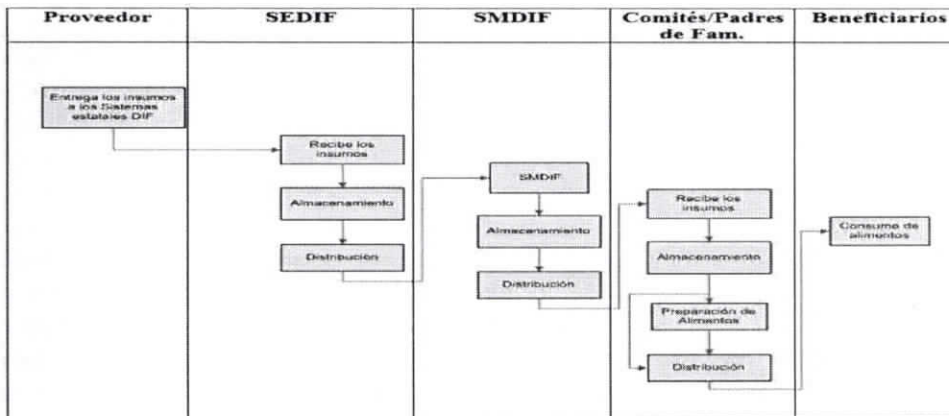 Proveedor
SEDIF
SMDIF
Comités/Padres
de Fam.
Beneficiarios
Entrega los insumos
a los Sistemas
estatales DIF
Recibe los
insumos
Almacenamiento
Distribución
SMDIF
Almacenamiento
Distribución
Recibe los
insumos
Almacenamiento
Preparación de
Alimentos
Distribución
Consumo de
alimentos